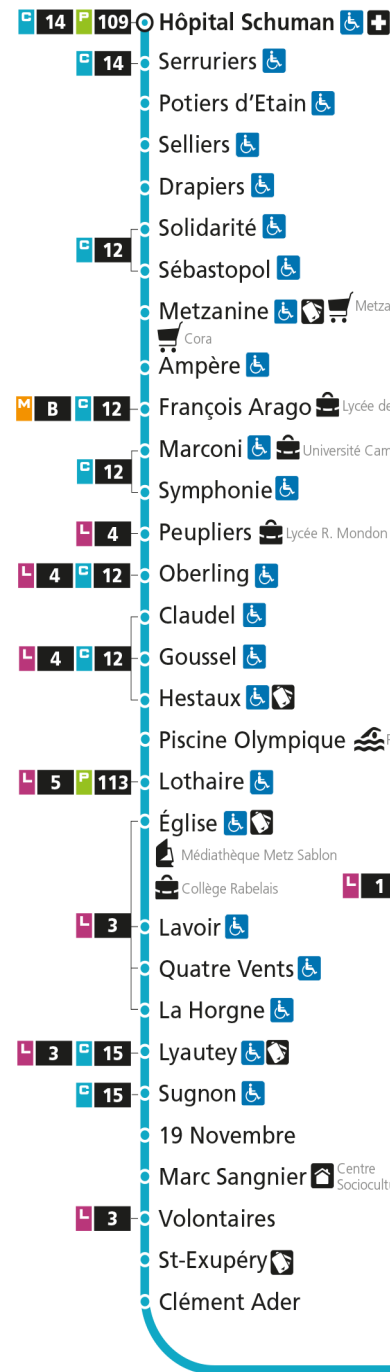 C 14 P 109 Hôpital Schuman
C 14 Serruriers
Potiers d'Etain
Selliers
Drapiers
Solidarité
C 12
Sébastopol
Metzanine
Cora
Ampère
M B C 12 François Arago Lycée
Marconi Université
C 12
Symphonie
L 4 Peupliers Lycée R. Mondon
L 4 C 12 Oberling
Claudel
L 4 C 12 Goussel
Hestaux
Piscine Olympique
L 5 P 113 Lothaire
Église
Médiathèque Metz Sablon
Collège Rabelais L 1
L 3 Lavoir
Quatre Vents
La Horgne
L 3 C 15 Lyautey
C 15 Sugnon
19 Novembre
Marc Sangnier Centre
L 3 Volontaires
St-Exupéry
Clément Ader